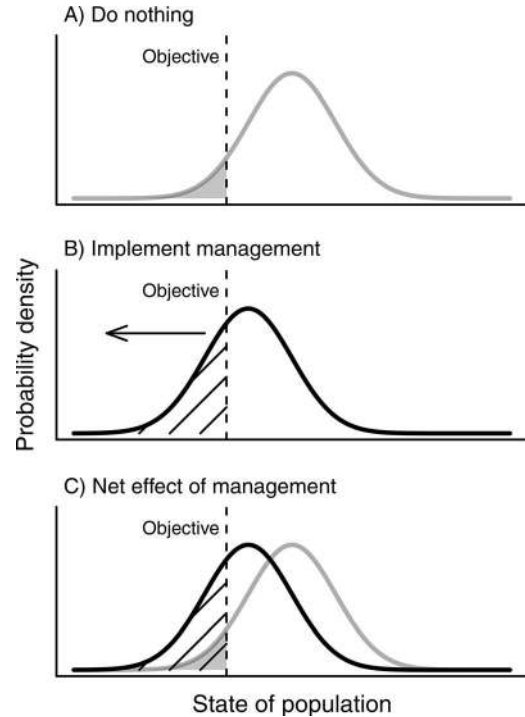 A) Do nothing
Objective
B) Implement management
Objective
Probability density
C) Net effect of management
Objective
State of population